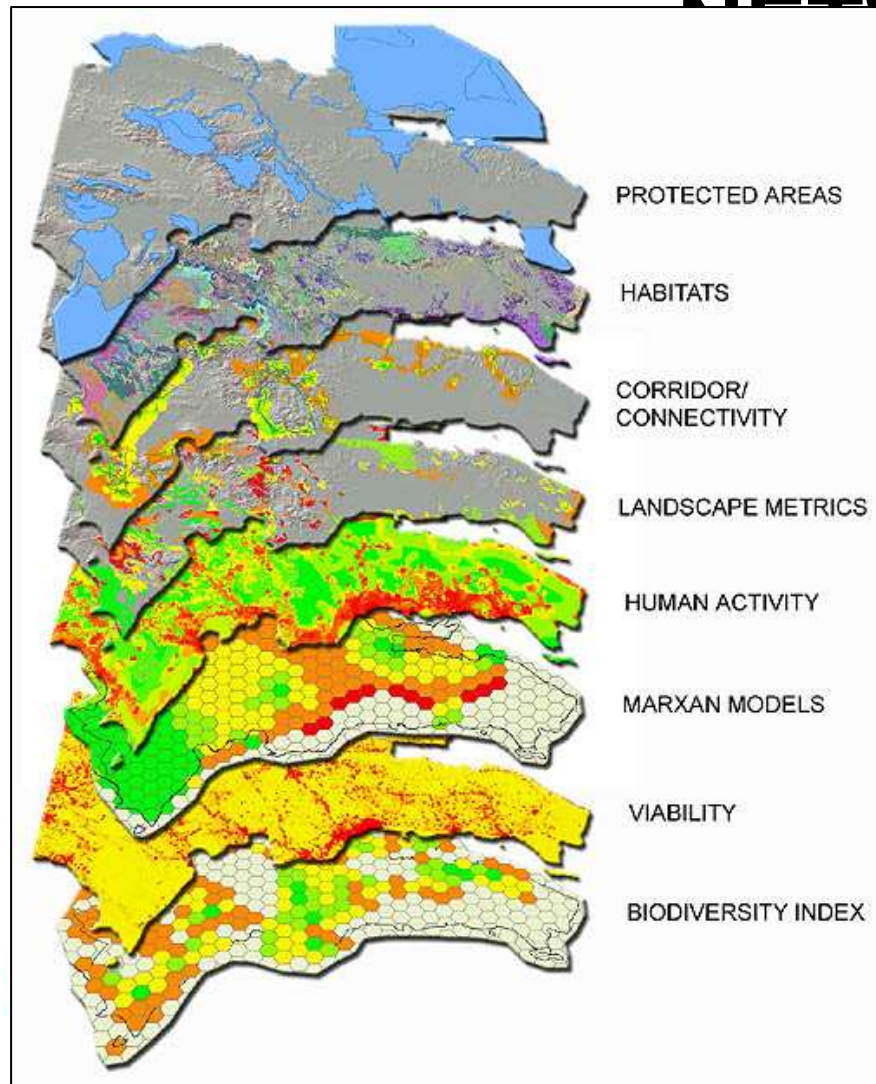 PROTECTED AREAS
HABITATS
CORRIDOR/
CONNECTIVITY
LANDSCAPE METRICS
HUMAN ACTIVITY
MARXAN MODELS
VIABILITY
BIODIVERSITY INDEX